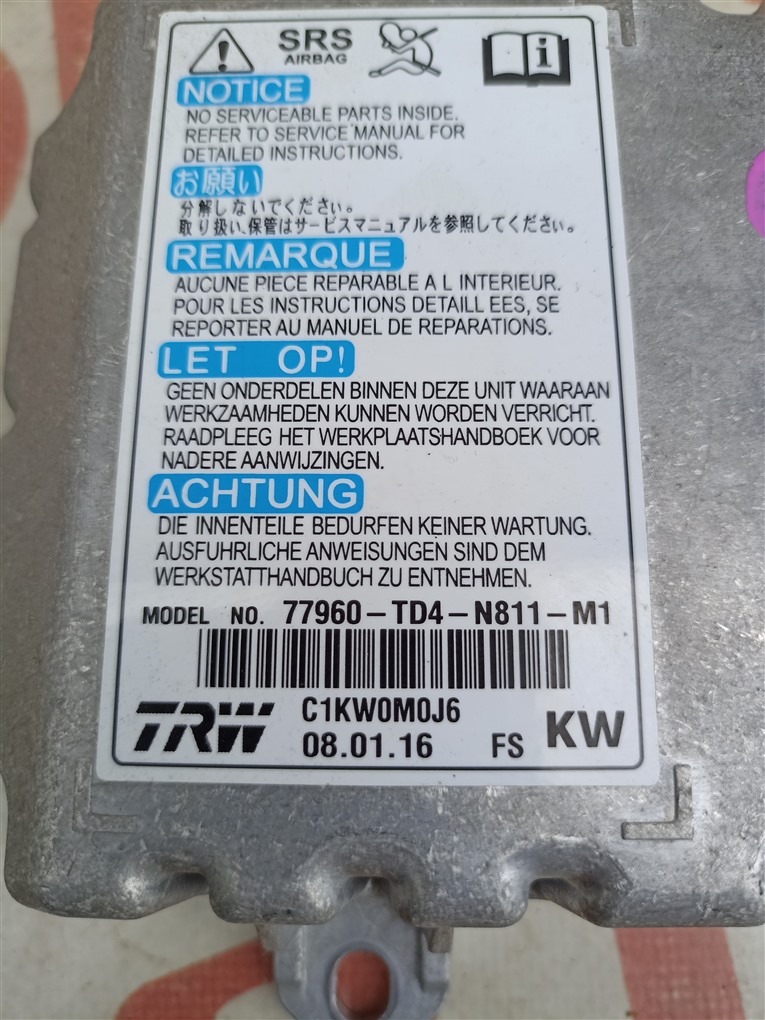 SRS
AIRBAG
NOTICE
NO SERVICEABLE PARTS INSIDE.
REFER TO SERVICE MANUAL FOR
DETAILED INSTRUCTIONS.
お願い
分解しないでください。
取り扱い、保管はサービスマニュアルを参照してください。
REMARQUE
AUCUNE PIECE REPARABLE A L INTERIEUR.
POUR LES INSTRUCTIONS DETAILL EES, SE
REPORTER AU MANUEL DE REPARATIONS.
LET OP!
GEEN ONDERDELEN BINNEN DEZE UNIT WAARAAN
WERKZAAMHEDEN KUNNEN WORDEN VERRICHT.
RAADPLEEG HET WERKPLAATSHANDBOEK VOOR
NADERE AANWIJZINGEN.
ACHTUNG
DIE INNENTEILE BEDURFEN KEINER WARTUNG.
AUSFUHRLICHE ANWEISUNGEN SIND DEM
WERKSTATTHANDBUCH ZU ENTNEHMEN.
MODEL NO. 77960-TD4-N811-M1
TRW C1KW0M0J6
08.01.16 FS KW